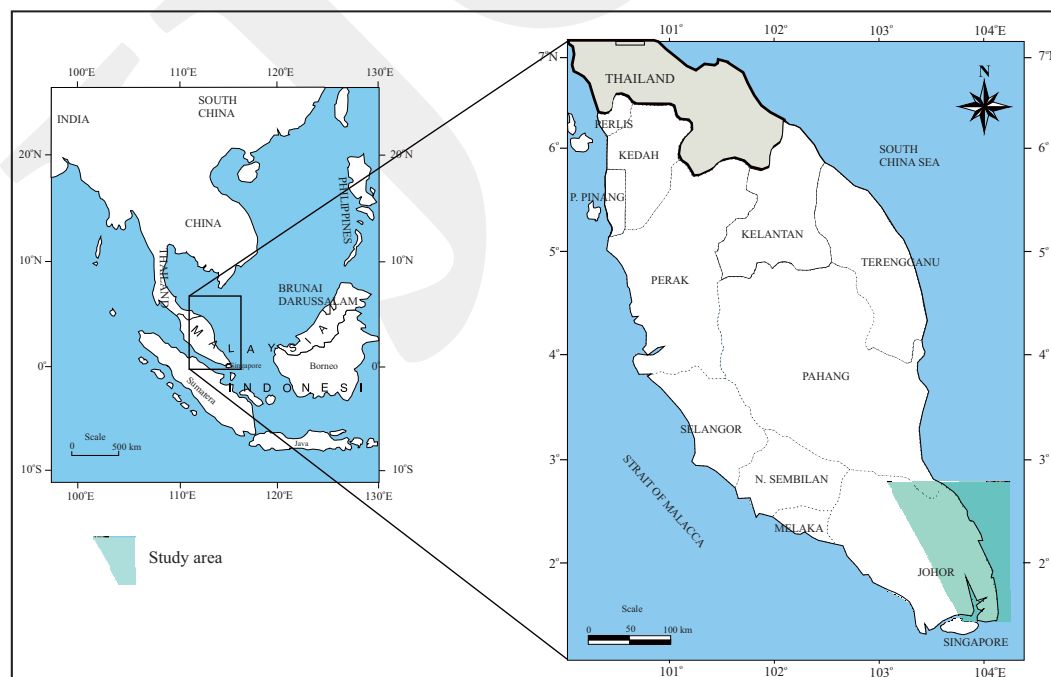 100°E 110°E 120°E 130°E
SOUTH
CHINA
INDIA
20°N 20°N
PHILIPPINES
CHINA
THAILAND
10°N 10°N
BRUNAI
DARUSSALAM
MALAYSIA
Singapore
Borneo
0° 0°
INDONESI
Sumatera
Java
Scale
0 500 km
10°S 10°S
100°E 110°E 120°E 130°E
Study area
101° 102° 103° 104°E
7°N 7°N
THAILAND
N
PERLIS
6° 6°
KEDAH
SOUTH
CHINA SEA
P. PINANG
KELANTAN
5° 5°
TERENGGANU
PERAK
4° 4°
PAHANG
SELANGOR
3° 3°
STRAIT OF MALACCA
N. SEMBILAN
MELAKA
2° 2°
JOHOR
Scale
0 50 100 km
SINGAPORE
101° 102° 103° 104°E